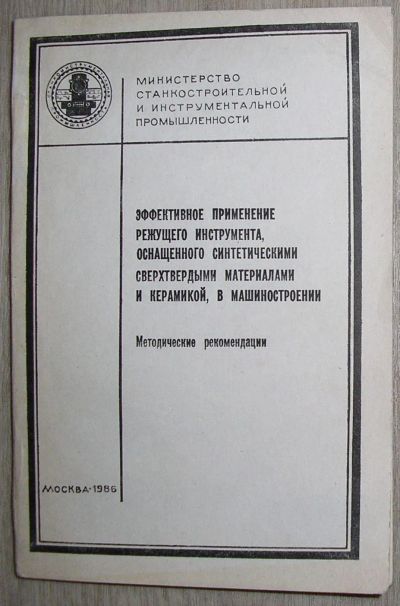 МИНИСТЕРСТВО
СТАНКОСТРОИТЕЛЬНОЙ
И ИНСТРУМЕНТАЛЬНОЙ
ПРОМЫШЛЕННОСТИ
ЭФФЕКТИВНОЕ ПРИМЕНЕНИЕ
РЕЖУЩЕГО ИНСТРУМЕНТА,
ОСНАЩЕННОГО СИНТЕТИЧЕСКИМИ
СВЕРХТВЕРДЫМИ МАТЕРИАЛАМИ
И КЕРАМИКОЙ, В МАШИНОСТРОЕНИИ
Методические рекомендации
МОСКВА-1986